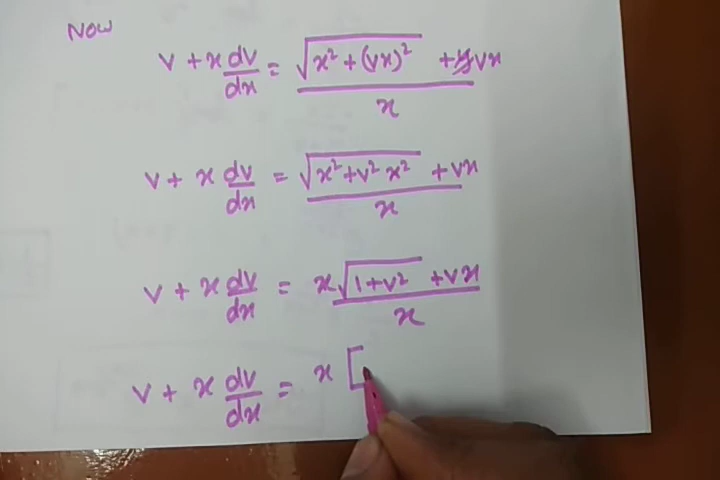 Now
v + x dv/dx = √(x² + (vx)²) + vx / x
v + x dv/dx = √(x² + v² x²) + vx / x
v + x dv/dx = x√(1 + v²) + vx / x
v + x dv/dx = x [